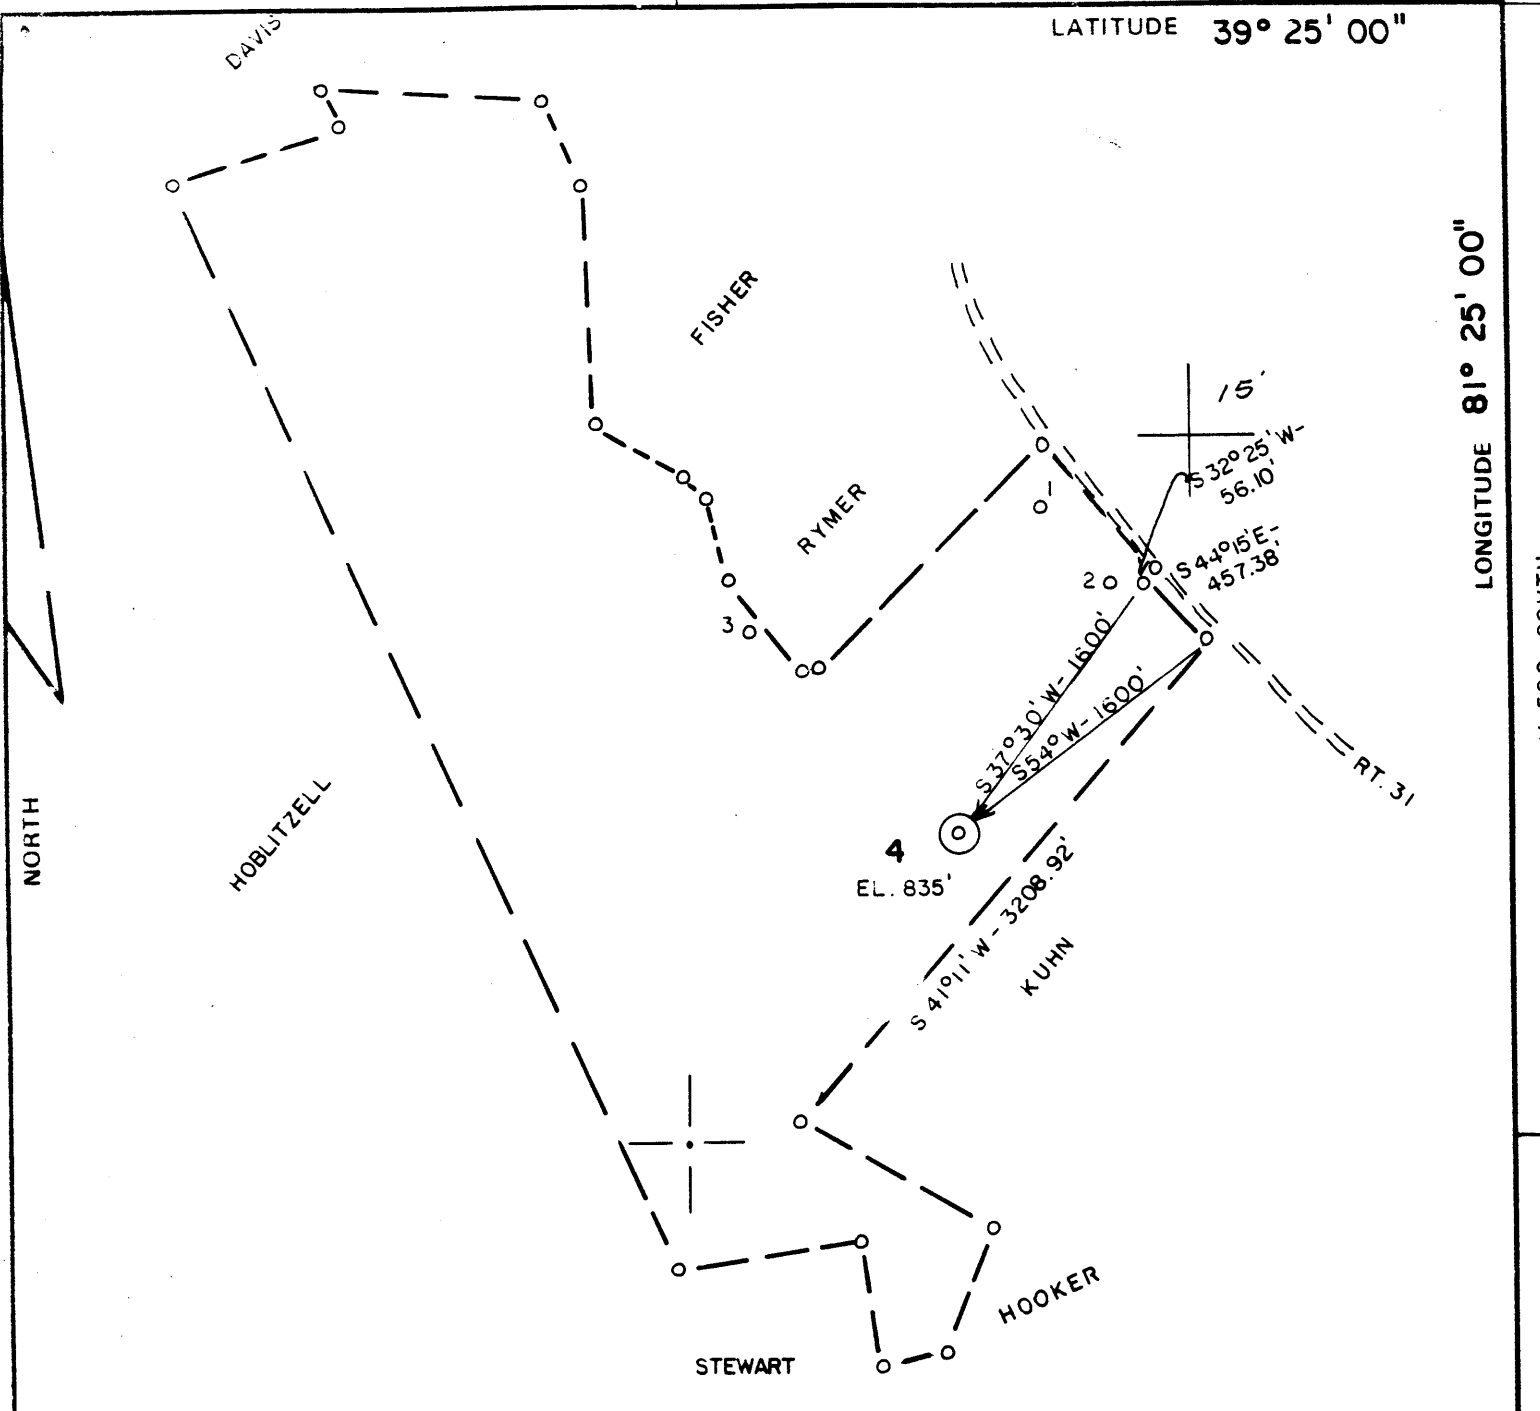 LATITUDE 39° 25' 00"
DAVIS
LONGITUDE 81° 25' 00"
FISHER
15'
S 32° 25' W-
56.10'
RYMER
1
S 44° 15' E-
457.38'
2
3
S 37° 30' W- 1600'
S 54° W- 1600'
RT. 31
NORTH
HOBLITZELL
4
EL. 835'
S 41° 11' W - 3208.92'
KUHN
HOOKER
STEWART